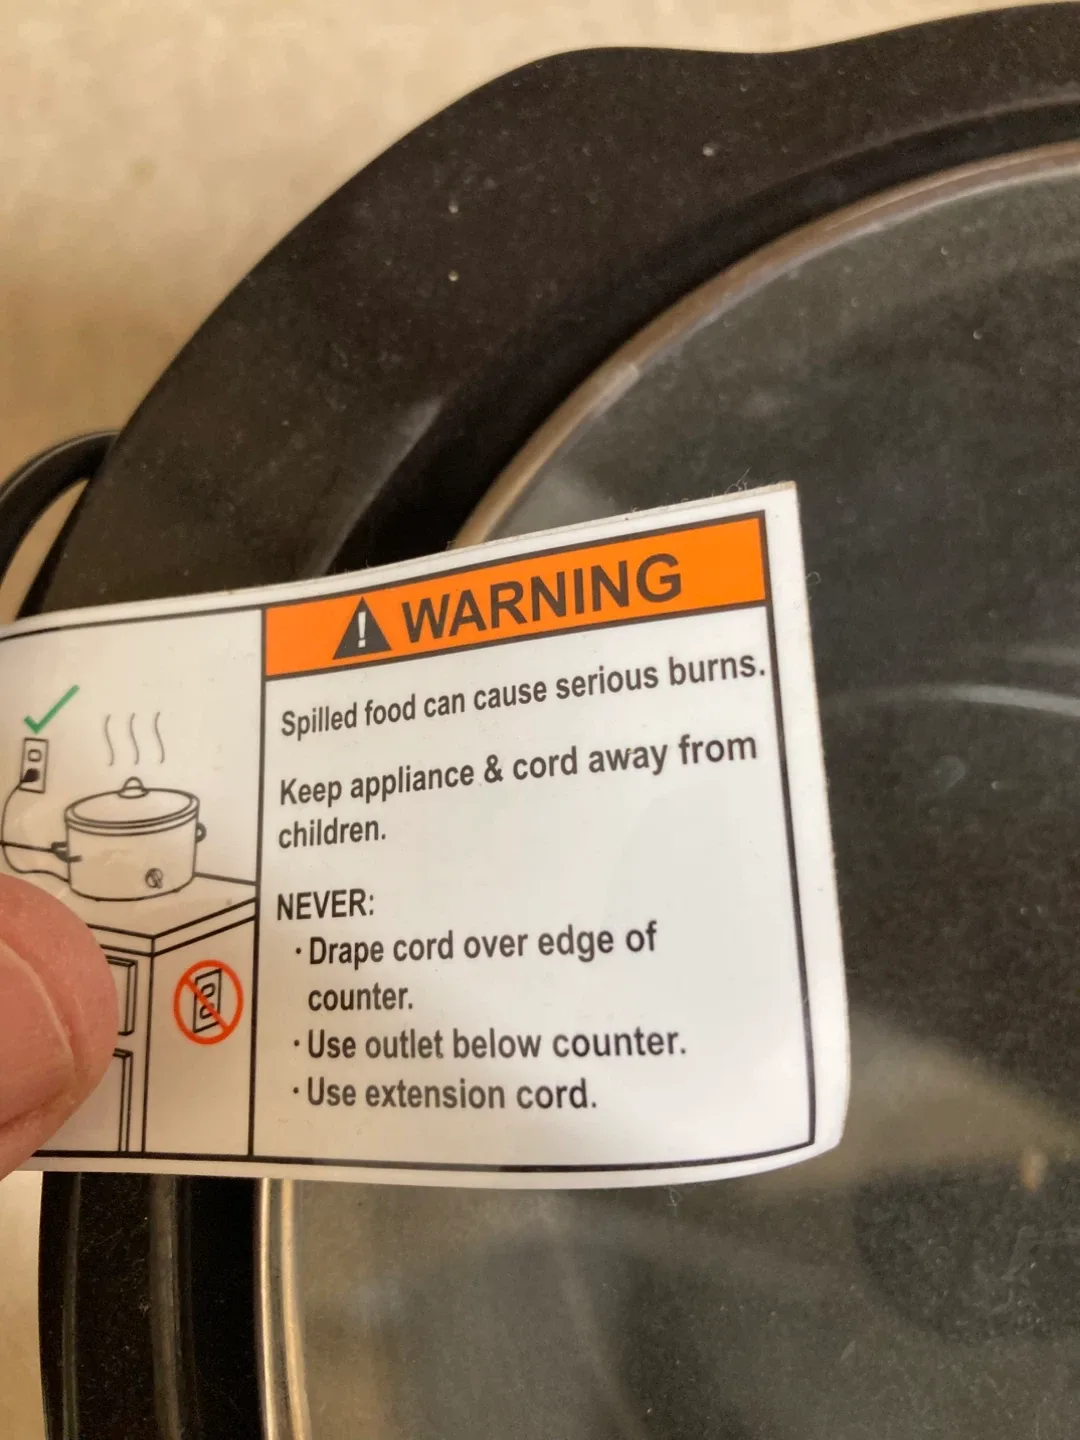 WARNING
Spilled food can cause serious burns.
Keep appliance & cord away from
children.
NEVER:
· Drape cord over edge of
counter.
· Use outlet below counter.
· Use extension cord.